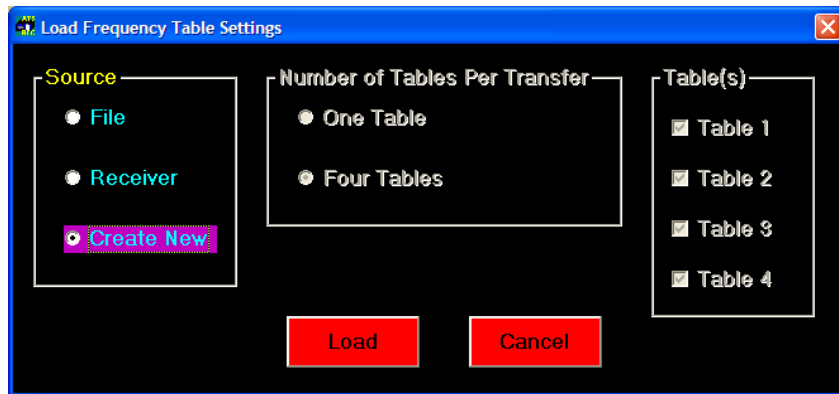 Load Frequency Table Settings
Source
File
Receiver
Create New
Number of Tables Per Transfer
One Table
Four Tables
Table(s)
Table 1
Table 2
Table 3
Table 4
Load
Cancel